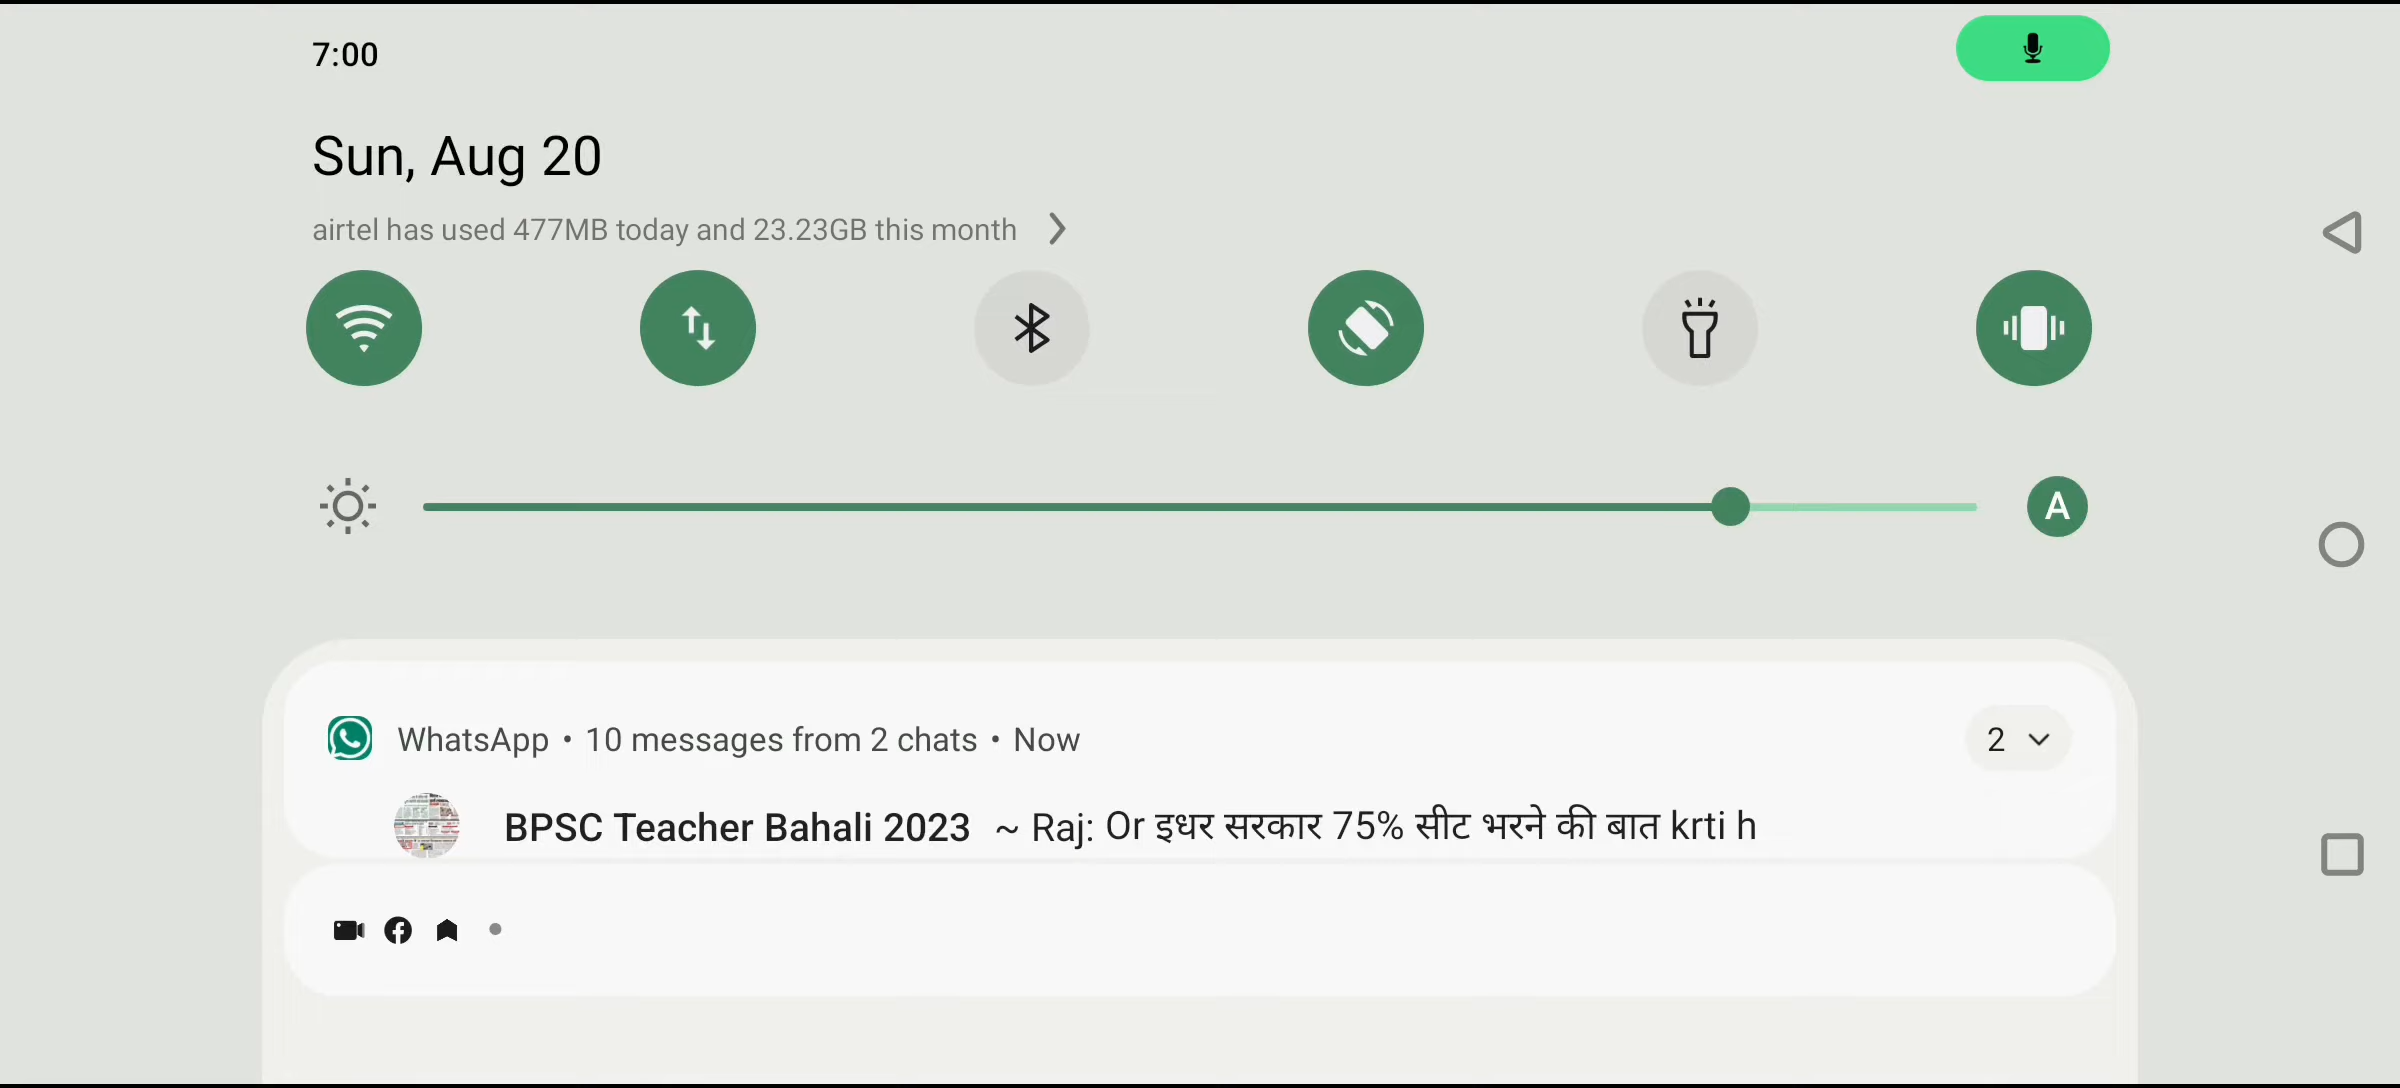 7:00
Sun, Aug 20
airtel has used 477MB today and 23.23GB this month
A
WhatsApp • 10 messages from 2 chats • Now
2
BPSC Teacher Bahali 2023 ~ Raj: Or इधर सरकार 75% सीट भरने की बात krti h